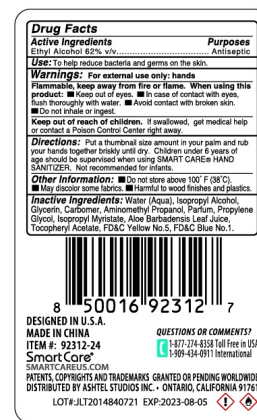 Drug Facts
Active Ingredients Purposes
Ethyl Alcohol 62% v/v Antiseptic
Use: To help reduce bacteria and germs on the skin.
Warnings: For external use only: hands
Flammable, keep away from fire or flame. When using this
product: ■ Keep out of eyes. ■ In case of contact with eyes,
flush thoroughly with water. ■ Avoid contact with broken skin.
■ Do not inhale or ingest.
Keep out of reach of children. If swallowed, get medical help
or contact a Poison Control Center right away.
Directions: Put a thumbnail size amount in your palm and rub
your hands together briskly until dry. Children under 6 years of
age should be supervised when using SMART CARE® HAND
SANITIZER. Not recommended for infants.
Other Information: ■ Do not store above 100° F (38°C).
■ May discolor some fabrics. ■ Harmful to wood finishes and plastics.
Inactive Ingredients: Water (Aqua), Isopropyl Alcohol,
Glycerin, Carbomer, Aminomethyl Propanol, Parfum, Propylene
Glycol, Isopropyl Myristate, Aloe Barbadensis Leaf Juice,
Tocopheryl Acetate, FD&C Yellow No.5, FD&C Blue No.1.
8 50016 92312 7
DESIGNED IN U.S.A.
MADE IN CHINA
ITEM #: 92312-24
SmartCare®
SMARTCAREUS.COM
QUESTIONS OR COMMENTS?
1-877-274-8358 Toll Free in USA
1-909-434-0911 International
PATENTS, COPYRIGHTS AND TRADEMARKS GRANTED OR PENDING WORLDWIDE
DISTRIBUTED BY ASHTEL STUDIOS INC. • ONTARIO, CALIFORNIA 9176
LOT#:JLT2014840721 EXP:2023-08-05